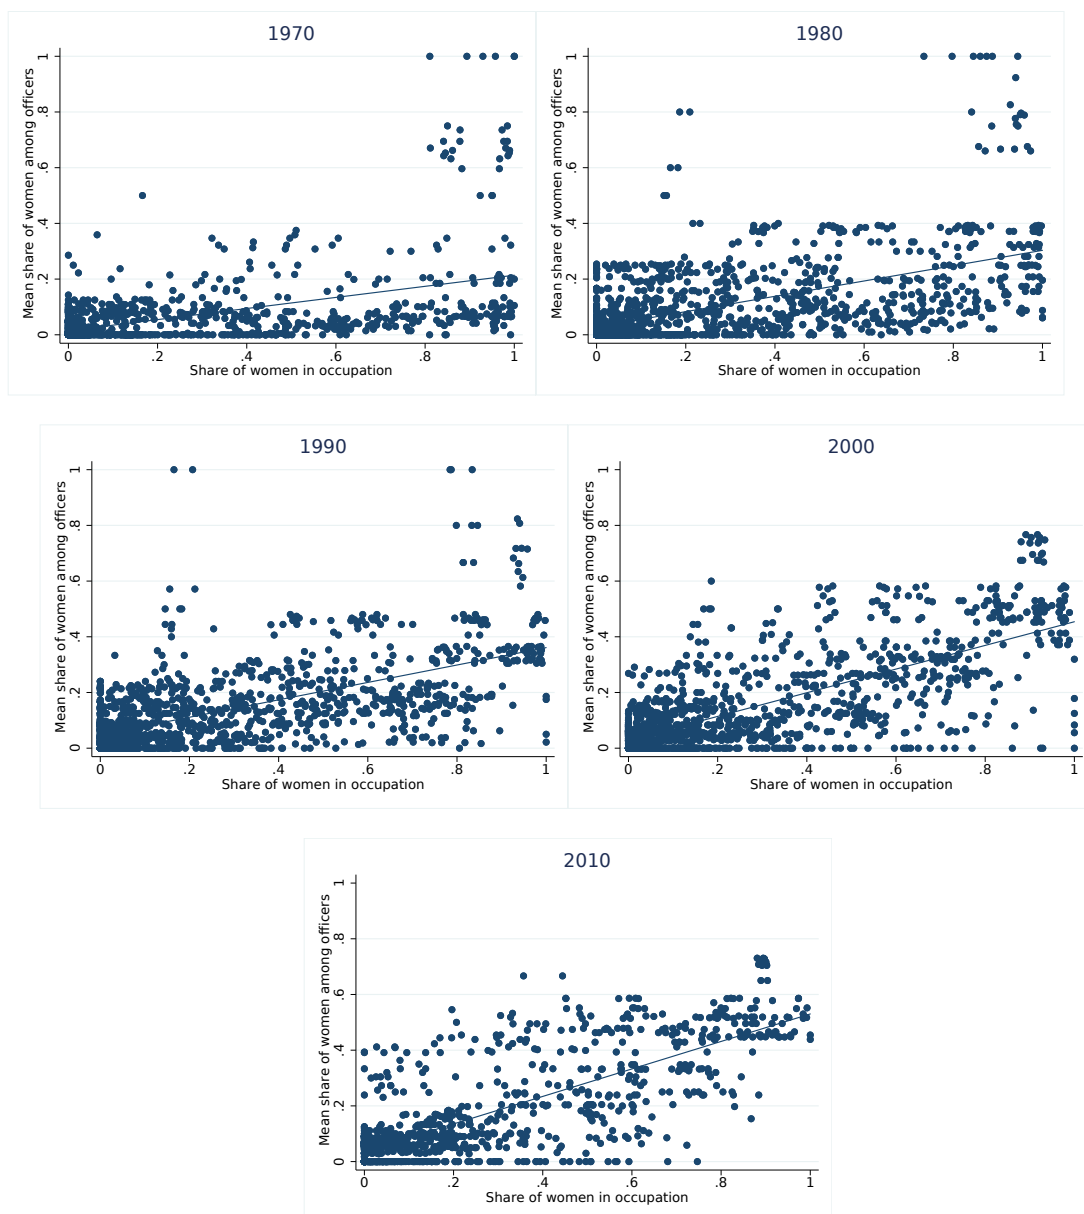 1970
Mean share of women among officers
1
.8
.6
.4
.2
0
0 .2 .4 .6 .8 1
Share of women in occupation
1980
Mean share of women among officers
1
.8
.6
.4
.2
0
0 .2 .4 .6 .8 1
Share of women in occupation
1990
Mean share of women among officers
1
.8
.6
.4
.2
0
0 .2 .4 .6 .8 1
Share of women in occupation
2000
Mean share of women among officers
1
.8
.6
.4
.2
0
0 .2 .4 .6 .8 1
Share of women in occupation
2010
Mean share of women among officers
1
.8
.6
.4
.2
0
0 .2 .4 .6 .8 1
Share of women in occupation